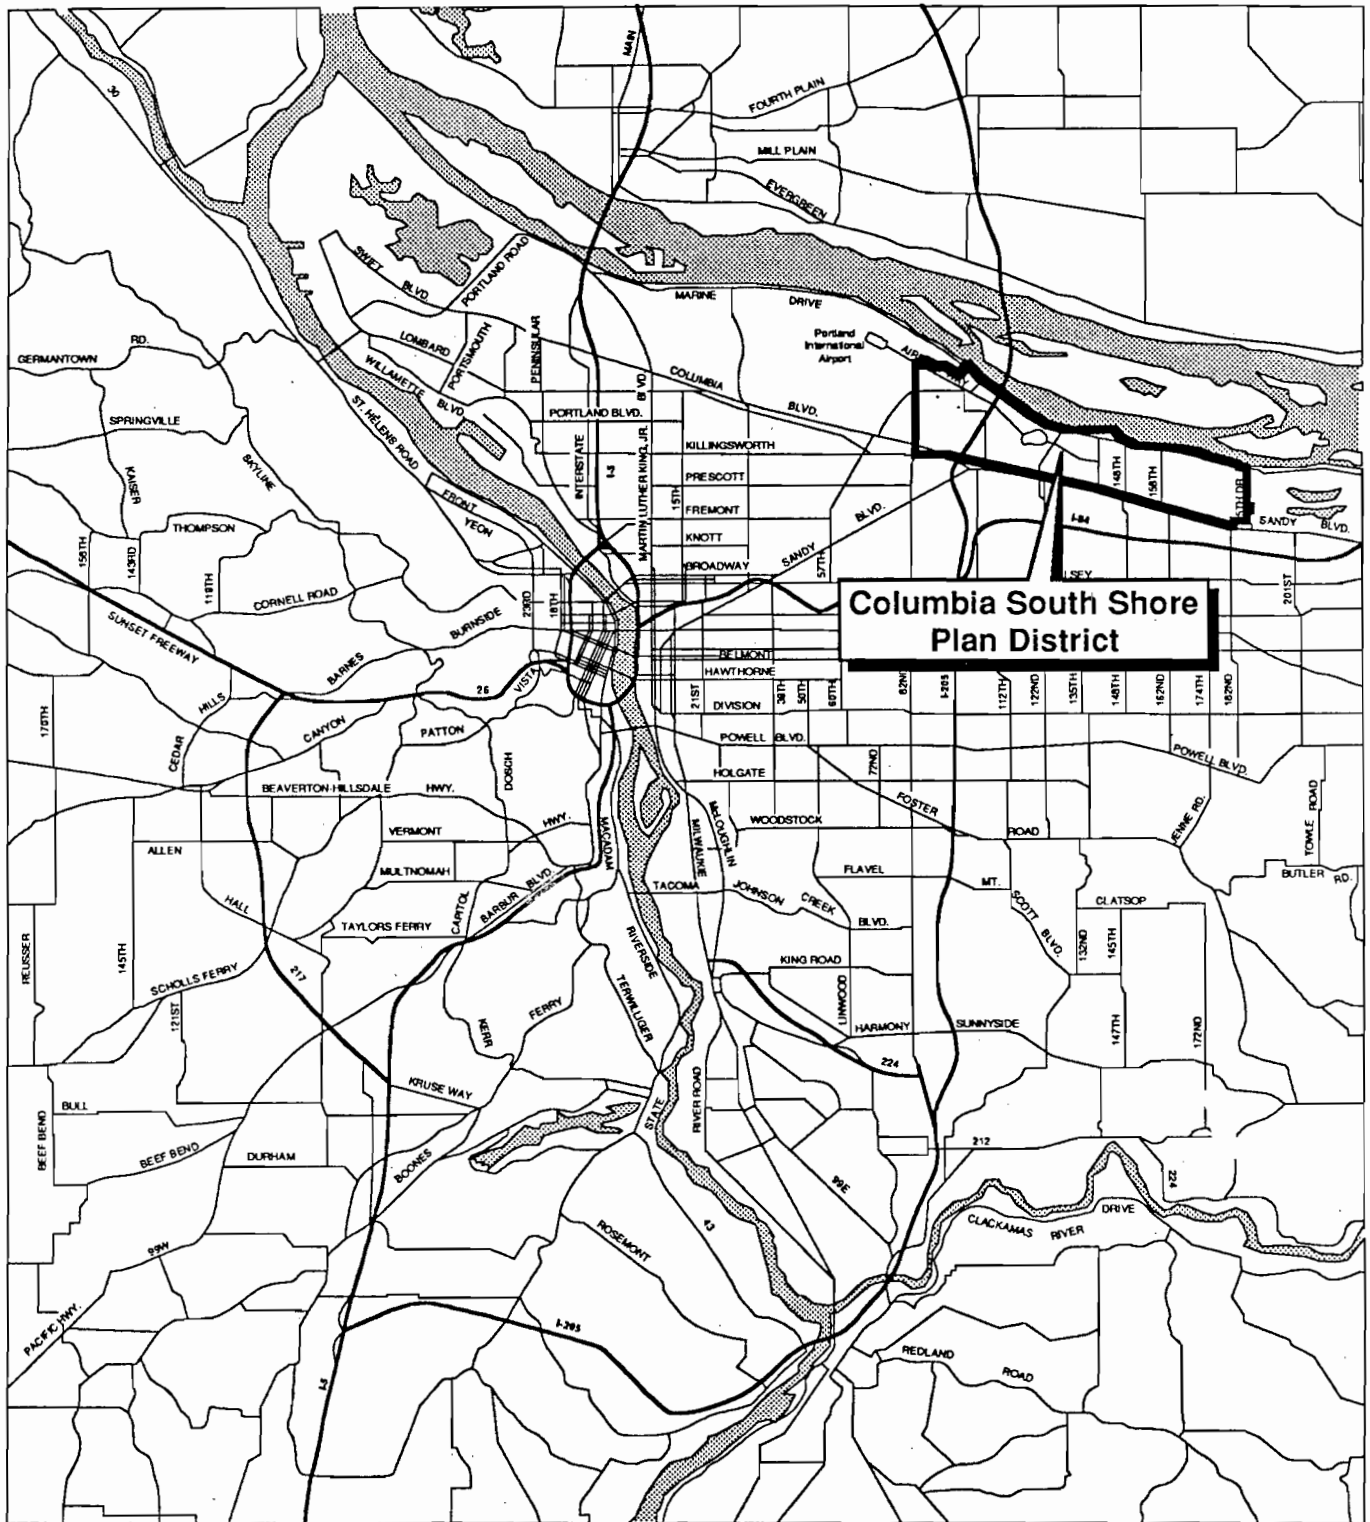 MAIN
30
FOURTH PLAIN
MILL PLAIN
EVERGREEN
SWIFT BLVD.
PORTLAND ROAD
MARINE DRIVE
Portland
International
Airport
LOMBARD
PORTSMOUTH
PENINSULAR
COLUMBIA BLVD.
GERMANTOWN RD.
WILLAMETTE BLVD
ST. HELENS ROAD
PORTLAND BLVD.
BLVD.
KILLINGSWORTH
SPRINGVILLE
KAISER
SKYLINE
INTERSTATE
I-5
MARTIN LUTHER KING, JR.
15TH
PRESCOTT
FREMONT
KNOTT
BROADWAY
SANDY BLVD.
57TH
148TH
158TH
I-84
SANDY BLVD.
FRONT
YEON
THOMPSON
158TH
143RD
119TH
CORNELL ROAD
BURNSIDE
23RD
18TH
201ST
Columbia South Shore
Plan District
SUNSET FREEWAY
BARNES
26
VISTA
BELMONT
HAWTHORNE
170TH
HILLS
CEDAR
CANYON
PATTON
DOSCH
21ST
39TH
50TH
60TH
82ND
I-205
112TH
122ND
135TH
148TH
162ND
174TH
182ND
DIVISION
POWELL BLVD.
POWELL BLVD.
72ND
HOLGATE
BEAVERTON-HILLSDALE HWY.
FOSTER ROAD
JENNE RD.
TOWLE ROAD
VERMONT
HWY.
MACADAM
MILWAUKIE
McLOUGHLIN
WOODSTOCK
ALLEN
MULTNOMAH
BARBUR BLVD.
TACOMA
JOHNSON CREEK BLVD.
FLAVEL
MT. SCOTT BLVD.
BUTLER RD.
HALL
TAYLORS FERRY
CAPITOL
RIVERSIDE
CLATSOP
132ND
145TH
REUSSER
145TH
SCHOLLS FERRY
217
121ST
KERR
FERRY
TERWILLIGER
KING ROAD
LINWOOD
HARMONY
SUNNYSIDE
147TH
172ND
224
KRUSE WAY
STATE
RIVER ROAD
BULL
BEEF BEND
BEEF BEND
DURHAM
BOONES
212
224
99E
CLACKAMAS RIVER DRIVE
43
ROSEMONT
99W
PACIFIC HWY.
I-205
I-5
REDLAND ROAD